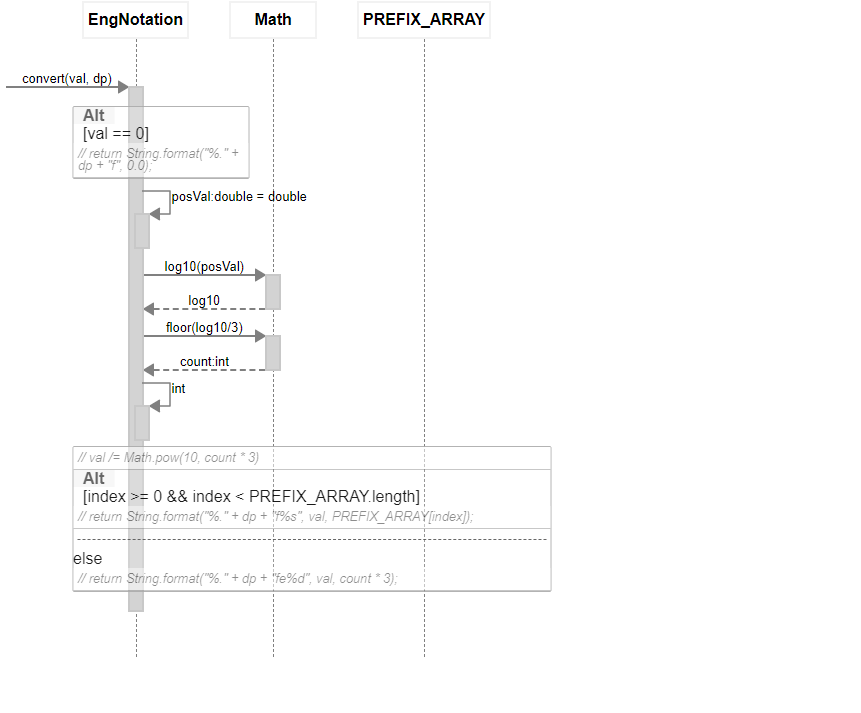 EngNotation Math PREFIX_ARRAY
convert(val, dp)
Alt
[val == 0]
// return String.format("%." +
dp + "f", 0.0);
posVal:double = double
log10(posVal)
log10
floor(log10/3)
count:int
int
// val /= Math.pow(10, count * 3)
Alt
[index >= 0 && index < PREFIX_ARRAY.length]
// return String.format("%." + dp + "f%s", val, PREFIX_ARRAY[index]);
else
// return String.format("%." + dp + "fe%d", val, count * 3);